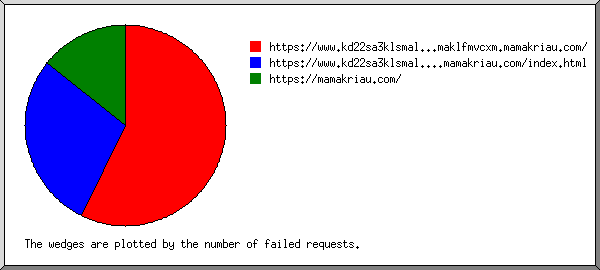 https://www.kd22sa3klsmal...maklfmvcxm.mamakriau.com/
https://www.kd22sa3klsmal....mamakriau.com/index.html
https://mamakriau.com/
The wedges are plotted by the number of failed requests.